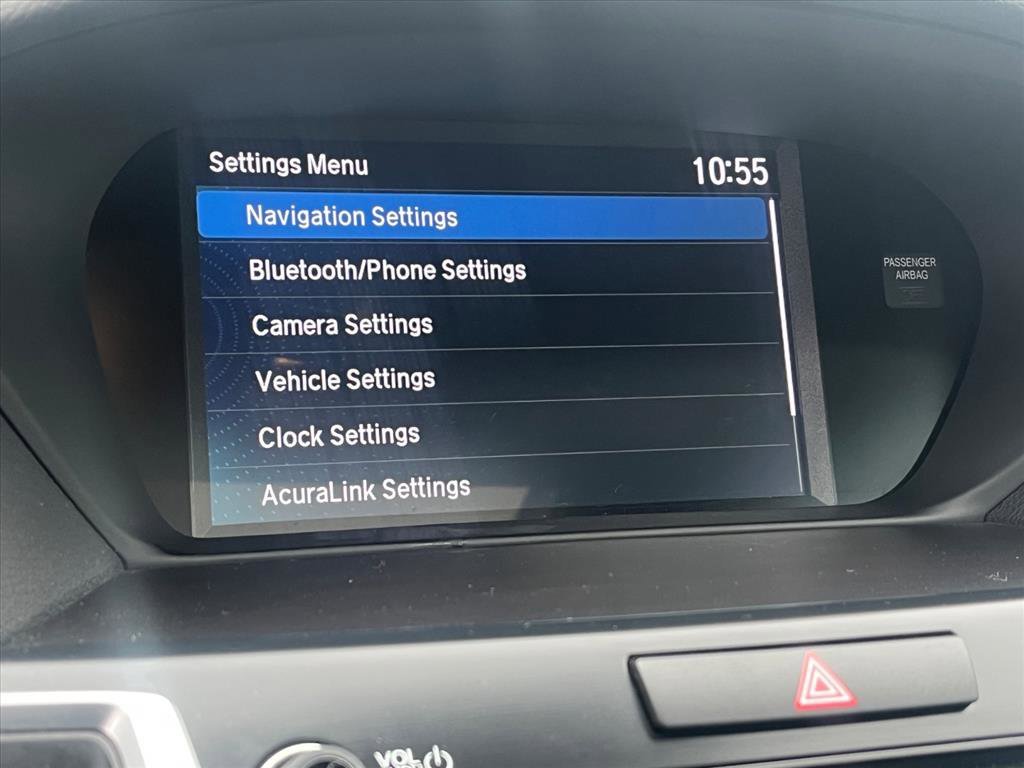 Settings Menu 10:55
Navigation Settings
Bluetooth/Phone Settings
Camera Settings
Vehicle Settings
Clock Settings
AcuraLink Settings
PASSENGER
AIRBAG
VOL